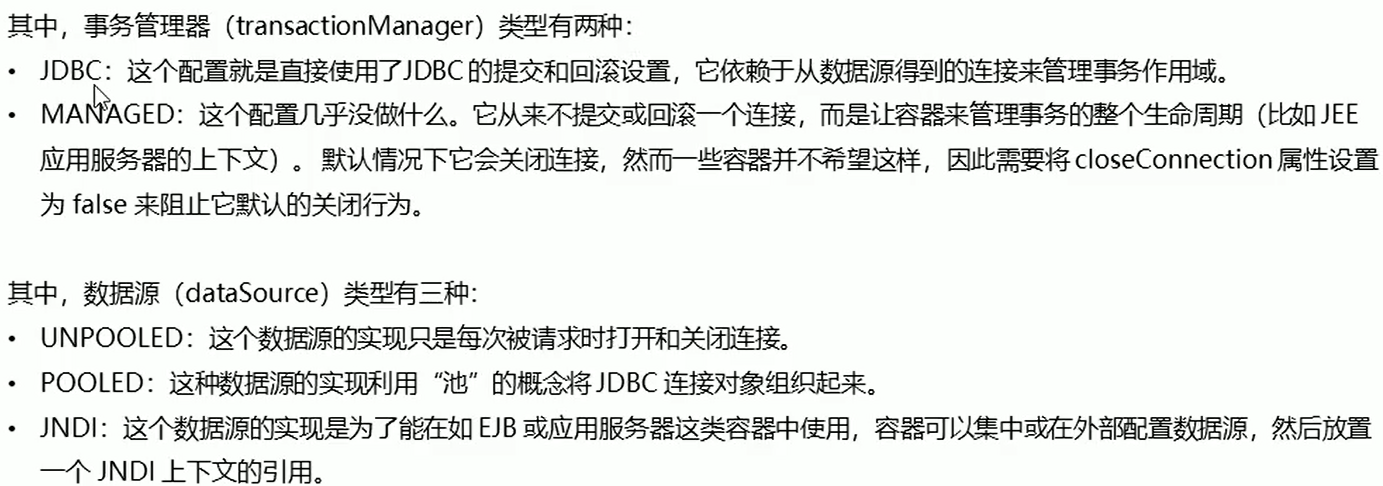 其中，事务管理器（transactionManager）类型有两种：
• JDBC：这个配置就是直接使用了JDBC 的提交和回滚设置，它依赖于从数据源得到的连接来管理事务作用域。
• MANAGED：这个配置几乎没做什么。它从来不提交或回滚一个连接，而是让容器来管理事务的整个生命周期（比如 JEE
应用服务器的上下文）。 默认情况下它会关闭连接，然而一些容器并不希望这样，因此需要将 closeConnection 属性设置
为 false 来阻止它默认的关闭行为。
其中，数据源（dataSource）类型有三种：
• UNPOOLED：这个数据源的实现只是每次被请求时打开和关闭连接。
• POOLED：这种数据源的实现利用“池”的概念将 JDBC 连接对象组织起来。
• JNDI：这个数据源的实现是为了能在如 EJB 或应用服务器这类容器中使用，容器可以集中或在外部配置数据源，然后放置
一个 JNDI 上下文的引用。